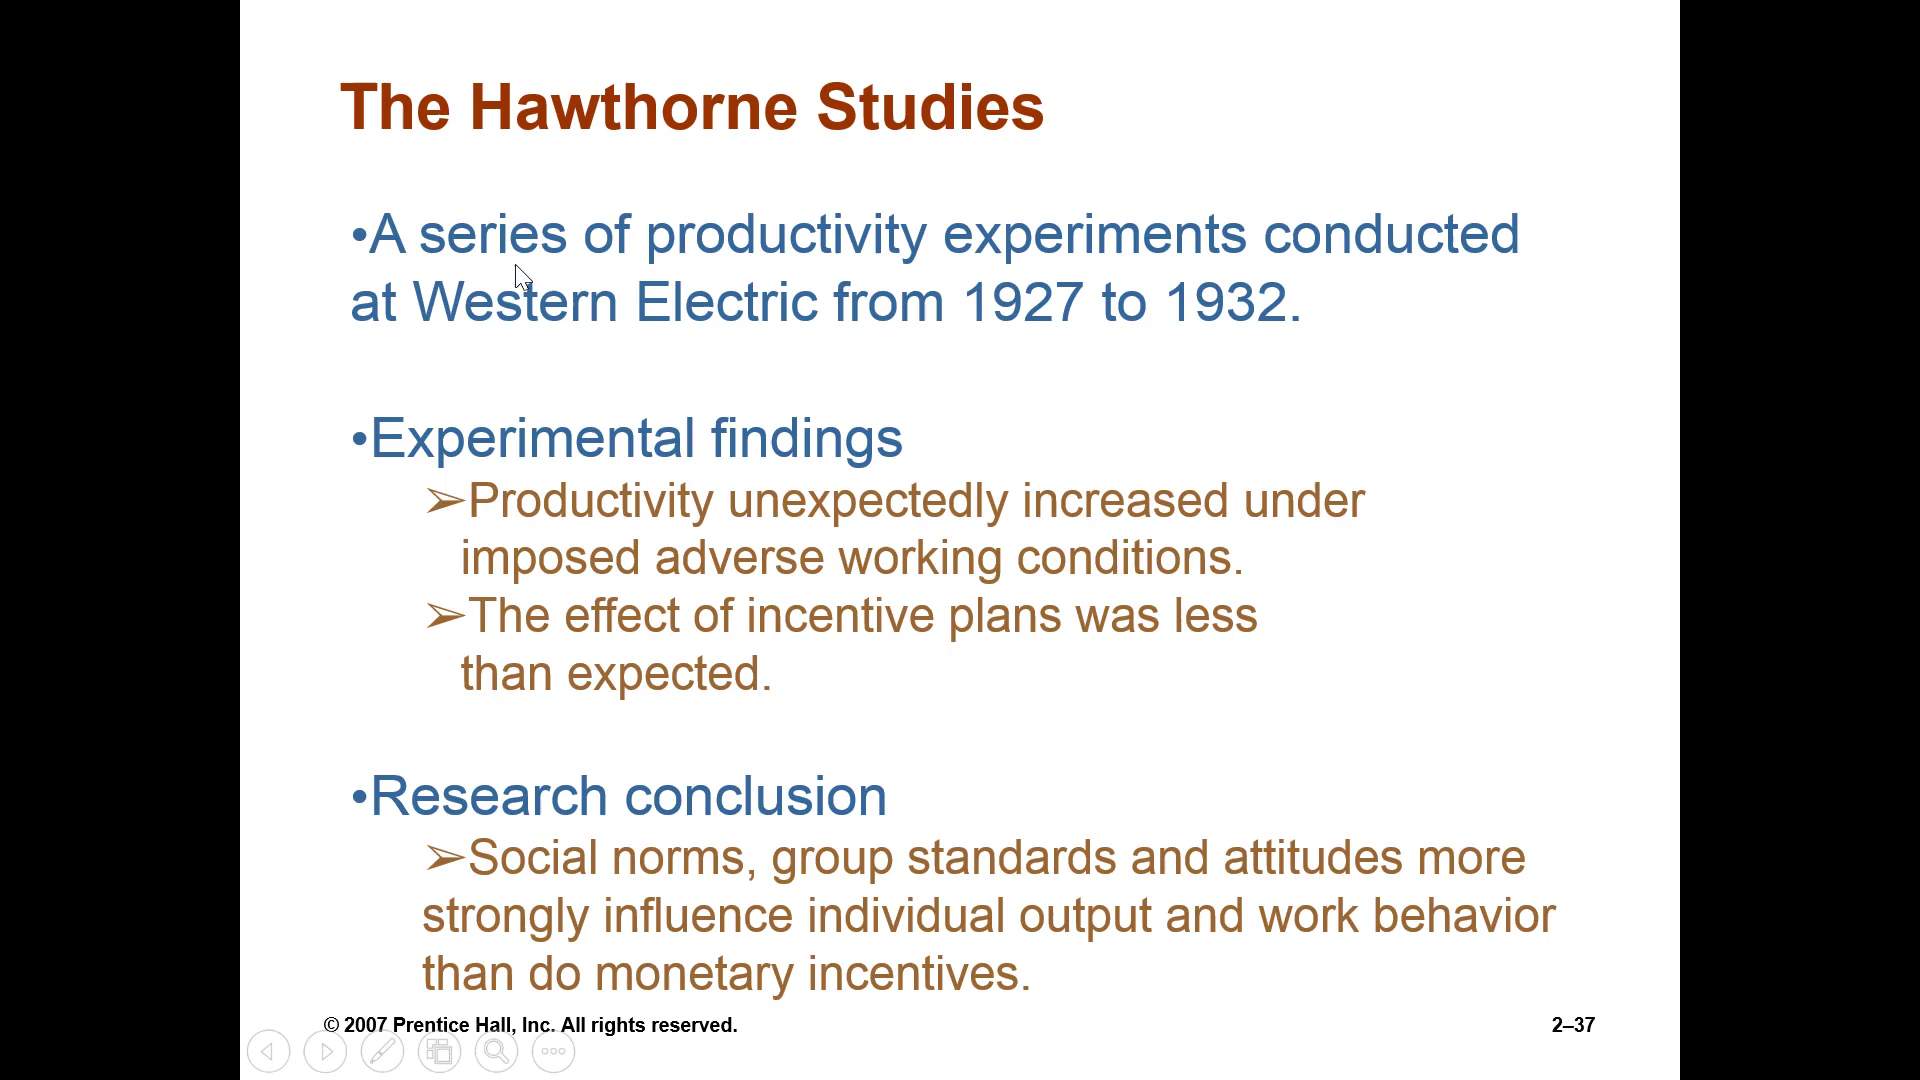 The Hawthorne Studies
•A series of productivity experiments conducted
at Western Electric from 1927 to 1932.
•Experimental findings
➢Productivity unexpectedly increased under
imposed adverse working conditions.
➢The effect of incentive plans was less
than expected.
•Research conclusion
➢Social norms, group standards and attitudes more
strongly influence individual output and work behavior
than do monetary incentives.
© 2007 Prentice Hall, Inc. All rights reserved.
2–37